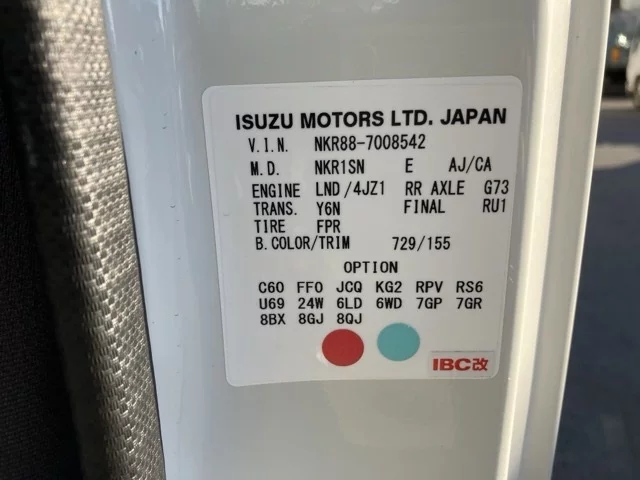 ISUZU MOTORS LTD. JAPAN
V.I.N. NKR88-7008542
M.D. NKR1SN E AJ/CA
ENGINE LND/4JZ1 RR AXLE G73
TRANS. Y6N FINAL RU1
TIRE FPR
B.COLOR/TRIM 729/155
OPTION
C60 FF0 JCQ KG2 RPV RS6
U69 24W 6LD 6WD 7GP 7GR
8BX 8GJ 8QJ
IBC改